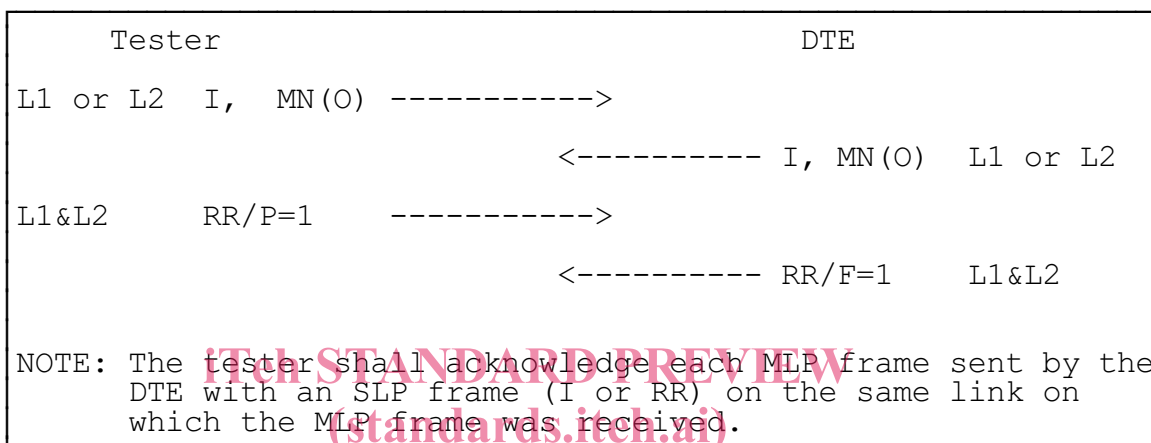 Tester DTE
L1 or L2 I, MN(O) ----------->
<---------- I, MN(O) L1 or L2
L1&L2 RR/P=1 ----------->
<---------- RR/F=1 L1&L2
NOTE: The tester shall acknowledge each MLP frame sent by the
iTeh STANDARD PREVIEW
DTE with an SLP frame (I or RR) on the same link on
which the MLP frame was received.
(standards.iteh.ai)